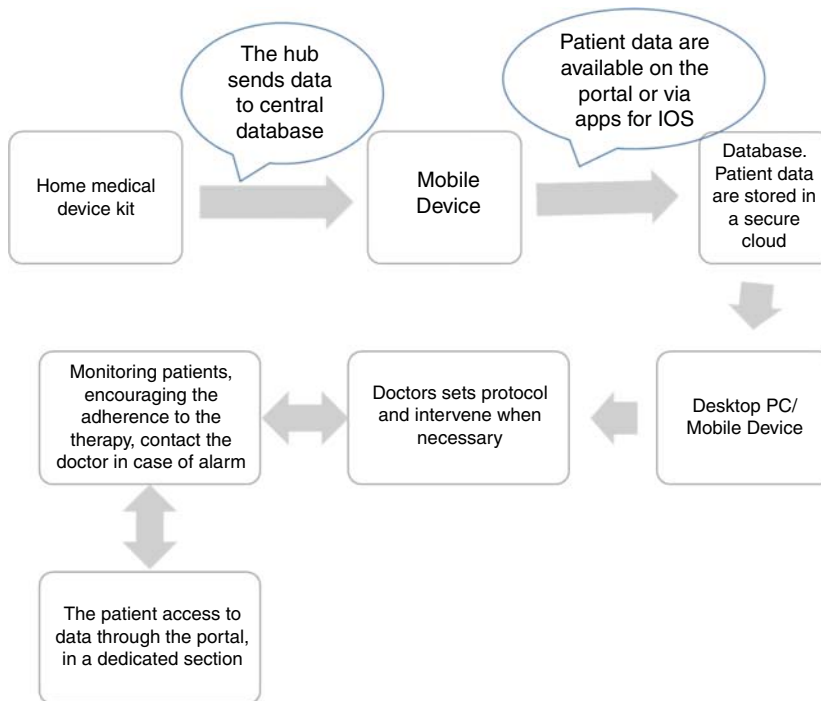 The hub
sends data
to central
database
Patient data are
available on the
portal or via
apps for IOS
Home medical
device kit
Mobile
Device
Database.
Patient data
are stored in
a secure
cloud
Monitoring patients,
encouraging the
adherence to the
therapy, contact the
doctor in case of alarm
Doctors sets protocol
and intervene when
necessary
Desktop PC/
Mobile Device
The patient access to
data through the portal,
in a dedicated section